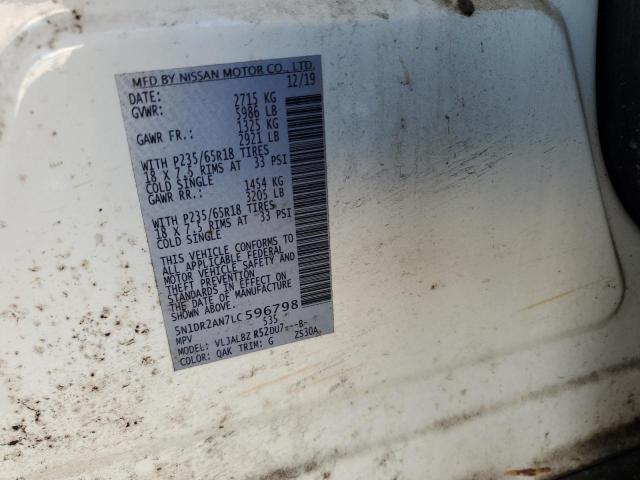 MFD BY NISSAN MOTOR CO., LTD.
DATE: 12/19
GVWR: 2715 KG
5986 LB
GAWR FR.: 1325 KG
2921 LB
WITH P235/65R18 TIRES
18 X 7.5 RIMS AT 33 PSI
COLD SINGLE
GAWR RR.: 1454 KG
3205 LB
WITH P235/65R18 TIRES
18 X 7.5 RIMS AT 33 PSI
COLD SINGLE
THIS VEHICLE CONFORMS TO
ALL APPLICABLE FEDERAL
MOTOR VEHICLE SAFETY AND
THEFT PREVENTION
STANDARDS IN EFFECT ON
THE DATE OF MANUFACTURE
SHOWN ABOVE.
5N1DR2AN7LC596798
MPV S35
MODEL: VLJALBZ R52DU7---B-
COLOR: QAK TRIM: G ZS30A